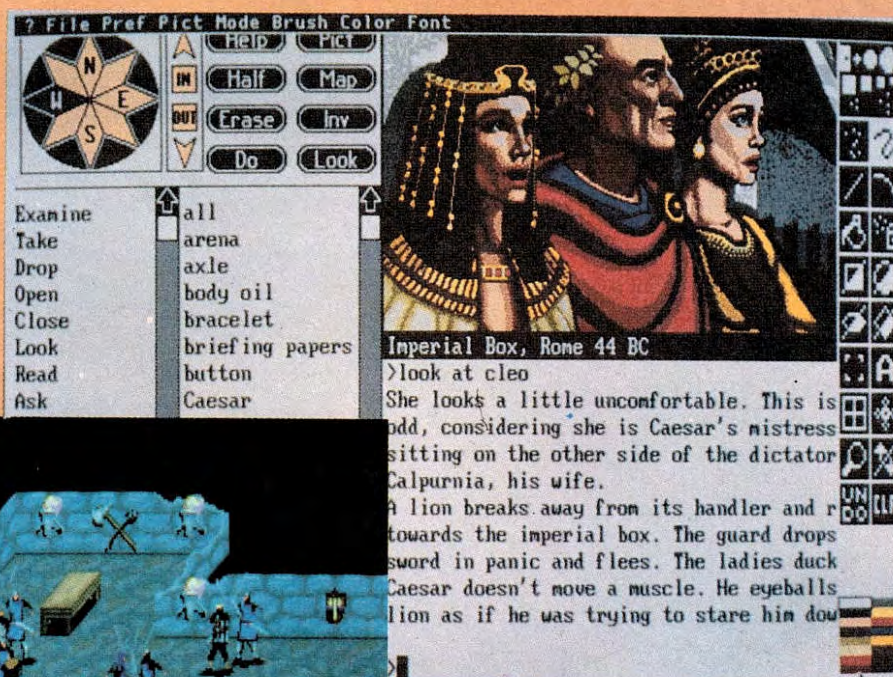 ? File Pref Pict Mode Brush Color Font
N
W E
S
IN
OUT
Help Pict
Half Map
Erase Inv
Do Look
Examine
Take
Drop
Open
Close
Look
Read
Ask
all
arena
axle
body oil
bracelet
briefing papers
button
Caesar
Imperial Box, Rome 44 BC
>look at cleo
She looks a little uncomfortable. This is
odd, considering she is Caesar's mistress
sitting on the other side of the dictator
Calpurnia, his wife.
A lion breaks away from its handler and r
towards the imperial box. The guard drops
sword in panic and flees. The ladies duck
Caesar doesn't move a muscle. He eyeballs
lion as if he was trying to stare him dow
>
A
UN
DO